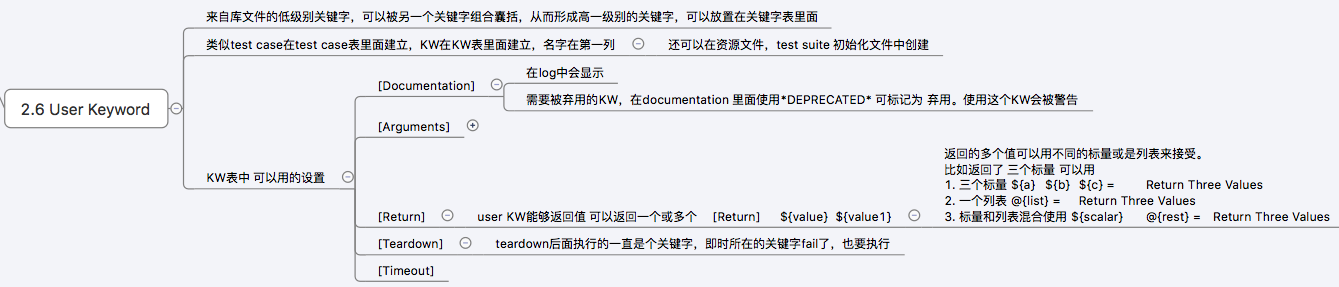 来自库文件的低级别关键字，可以被另一个关键字组合囊括，从而形成高一级别的关键字，可以放置在关键字表里面
类似test case在test case表里面建立，KW在KW表里面建立，名字在第一列
还可以在资源文件，test suite 初始化文件中创建
2.6 User Keyword
KW表中 可以用的设置
[Documentation]
在log中会显示
需要被弃用的KW，在documentation 里面使用*DEPRECATED* 可标记为 弃用。使用这个KW会被警告
[Arguments]
[Return]
user KW能够返回值 可以返回一个或多个 [Return] ${value} ${value1}
返回的多个值可以用不同的标量或是列表来接受。
比如返回了 三个标量 可以用
1. 三个标量 ${a} ${b} ${c} = Return Three Values
2. 一个列表 @{list} = Return Three Values
3. 标量和列表混合使用 ${scalar} @{rest} = Return Three Values
[Teardown]
teardown后面执行的一直是个关键字，即时所在的关键字fail了，也要执行
[Timeout]